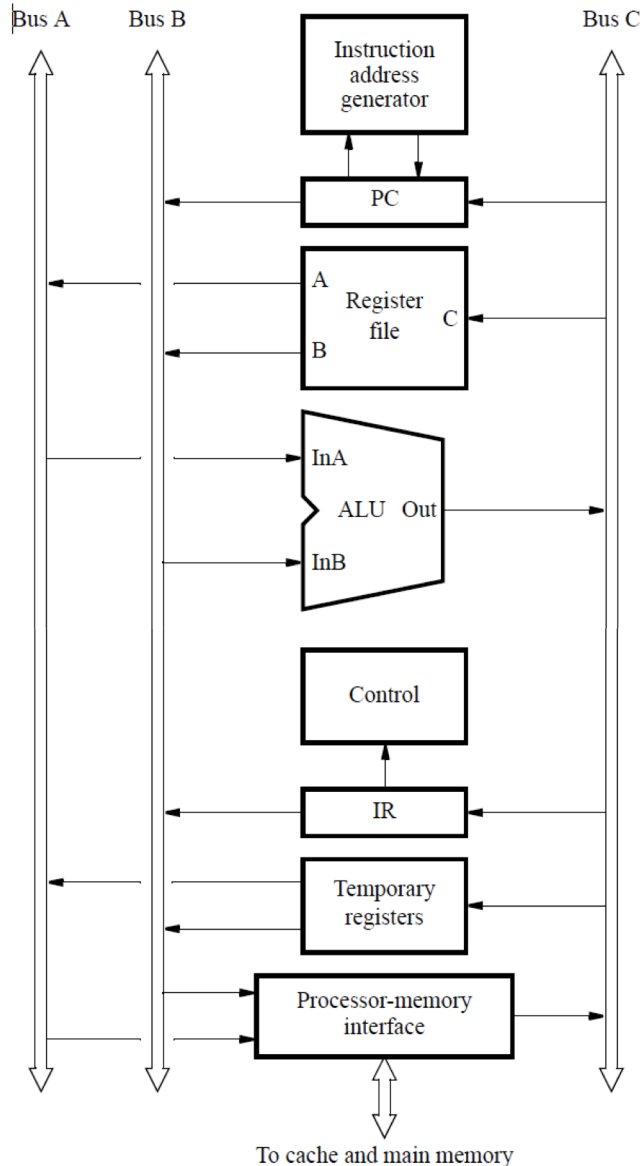 Bus A
Bus B
Bus C
Instruction
address
generator
PC
A
Register
file
C
B
InA
ALU
Out
InB
Control
IR
Temporary
registers
Processor-memory
interface
To cache and main memory